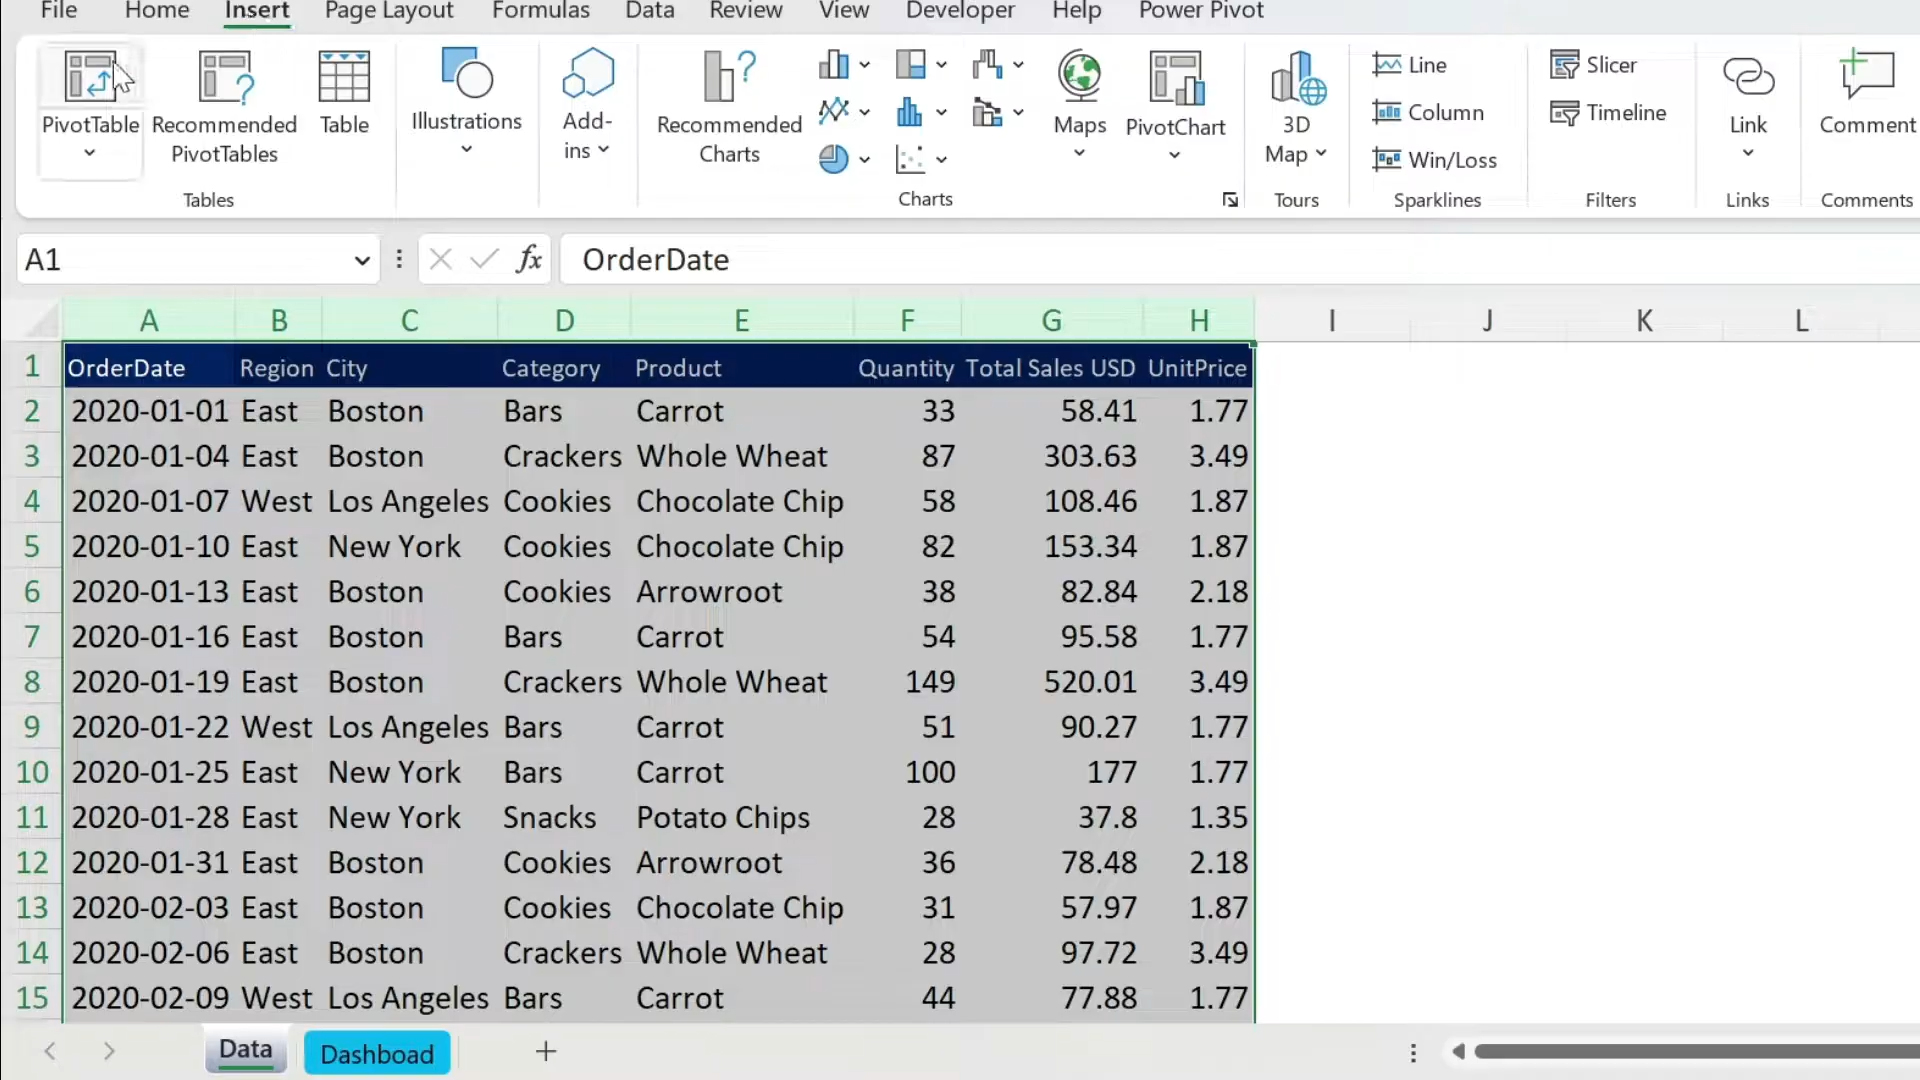 File Home Insert Page Layout Formulas Data Review View Developer Help Power Pivot
PivotTable
Recommended
PivotTables
Table
Tables
Illustrations
Add-
ins
Recommended
Charts
Maps
PivotChart
Charts
3D
Map
Tours
Line
Column
Win/Loss
Sparklines
Slicer
Timeline
Filters
Link
Links
Comment
Comments
A1 fx OrderDate
A B C D E F G H I J K L
1 OrderDate Region City Category Product Quantity Total Sales USD UnitPrice
2 2020-01-01 East Boston Bars Carrot 33 58.41 1.77
3 2020-01-04 East Boston Crackers Whole Wheat 87 303.63 3.49
4 2020-01-07 West Los Angeles Cookies Chocolate Chip 58 108.46 1.87
5 2020-01-10 East New York Cookies Chocolate Chip 82 153.34 1.87
6 2020-01-13 East Boston Cookies Arrowroot 38 82.84 2.18
7 2020-01-16 East Boston Bars Carrot 54 95.58 1.77
8 2020-01-19 East Boston Crackers Whole Wheat 149 520.01 3.49
9 2020-01-22 West Los Angeles Bars Carrot 51 90.27 1.77
10 2020-01-25 East New York Bars Carrot 100 177 1.77
11 2020-01-28 East New York Snacks Potato Chips 28 37.8 1.35
12 2020-01-31 East Boston Cookies Arrowroot 36 78.48 2.18
13 2020-02-03 East Boston Cookies Chocolate Chip 31 57.97 1.87
14 2020-02-06 East Boston Crackers Whole Wheat 28 97.72 3.49
15 2020-02-09 West Los Angeles Bars Carrot 44 77.88 1.77
Data Dashboad